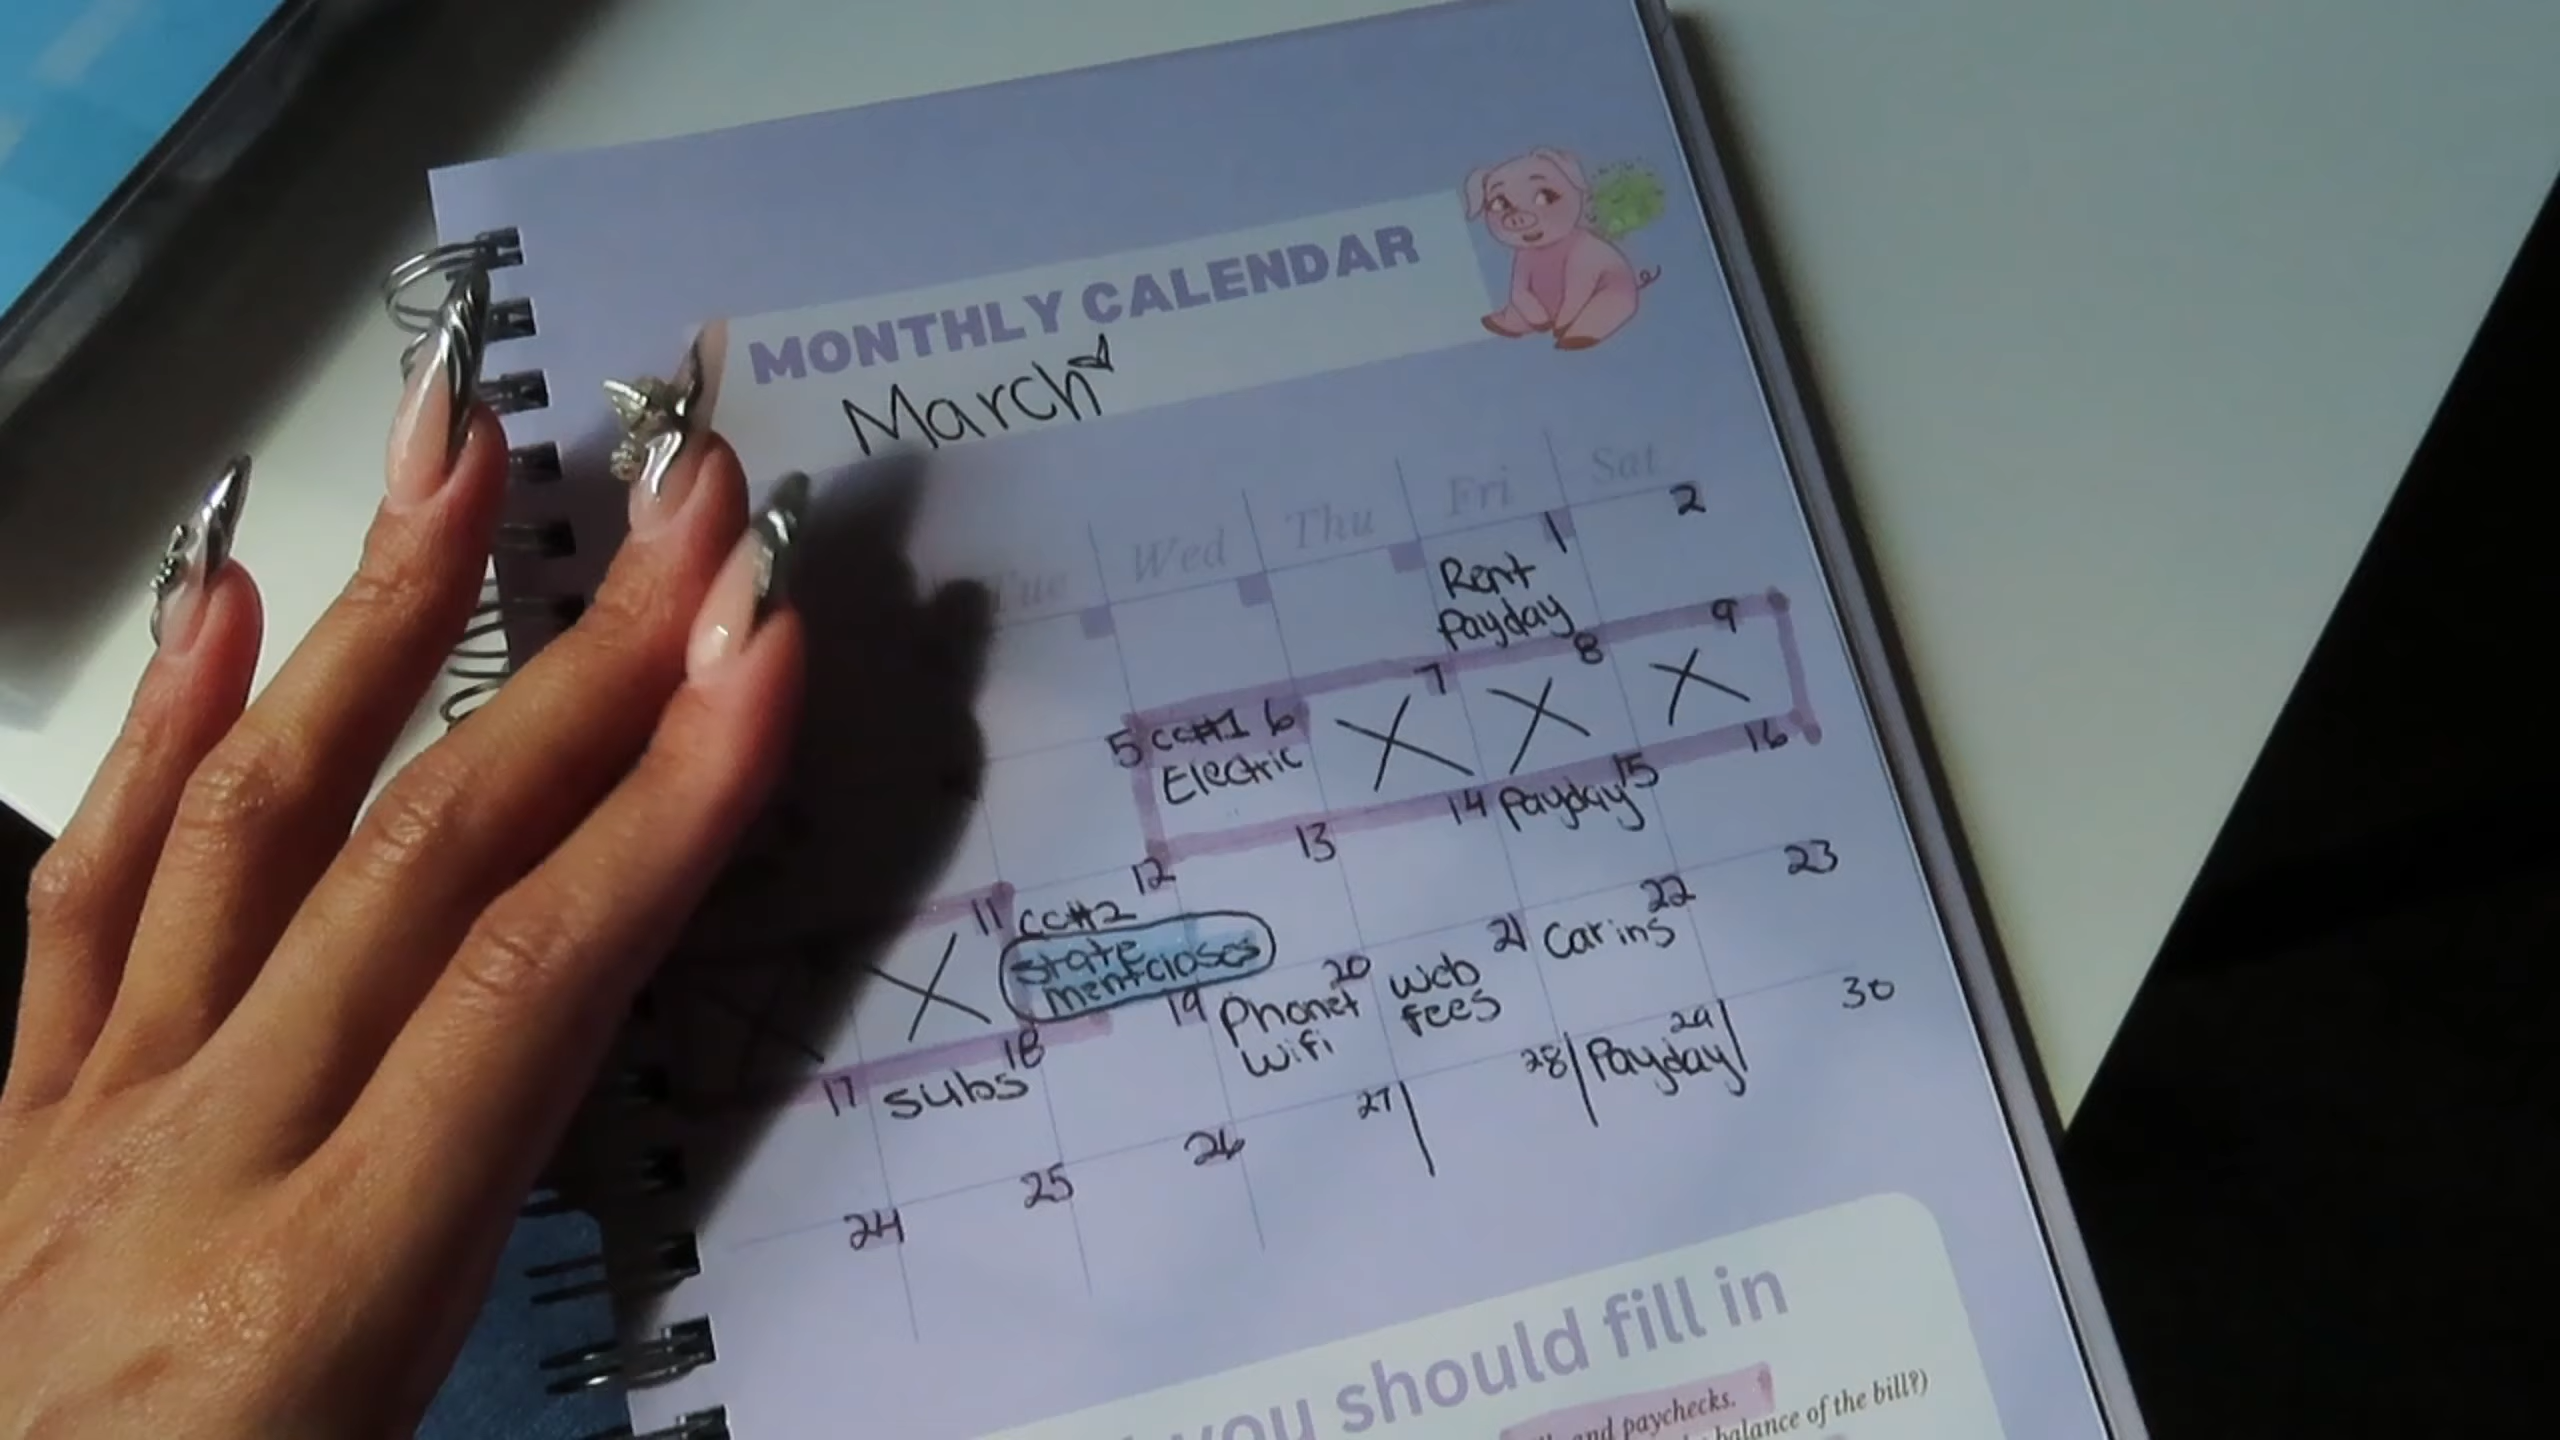 MONTHLY CALENDAR
March
Tue Wed Thu Fri Sat
1 2
Rent
Payday
5 6 7 8 9
cc#1
Electric
11 12 13 14 15 16
cc#2 Payday
state
ment closes
17 18 19 20 21 22 23
subs Phone+ Web Car ins
wifi fees
24 25 26 27 28 29 30
Payday
you should fill in
and paychecks.
balance of the bill?)